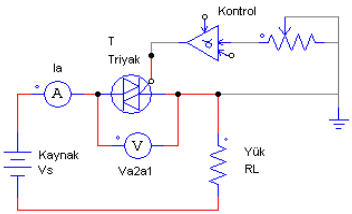 Kontrol
T
Triyak
Ia
A
V
Va2a1
Kaynak
Vs
Yük
RL